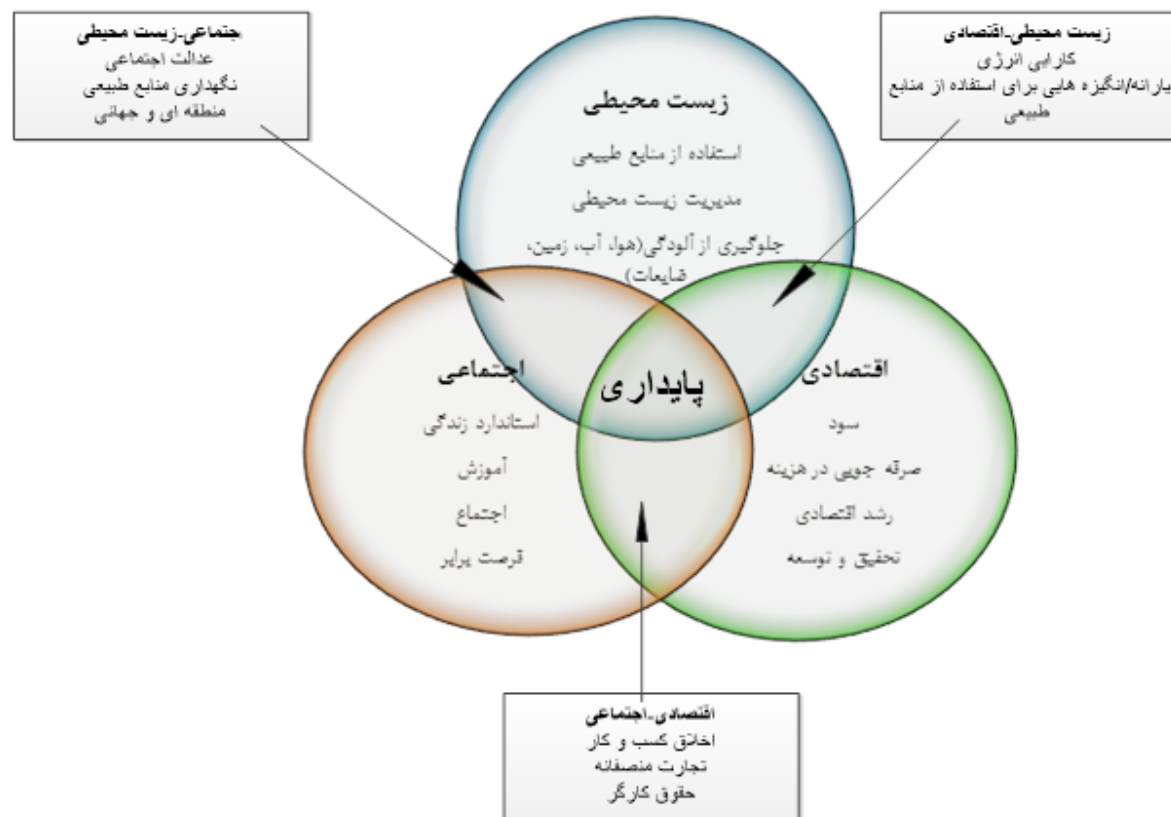 جتماعی-زیست محیطی
عدالت اجتماعی
نگهداری منابع طبیعی
منطقه ای و جهانی
زیست محیطی-اقتصادی
کارایی انرژی
یارانه/انگیزه هایی برای استفاده از منابع
طبیعی
زیست محیطی
استفاده از منابع طبیعی
مدیریت زیست محیطی
جلوگیری از آلودگی(هوا، آب، زمین،
ضایعات)
اجتماعی
استاندارد زندگی
آموزش
اجتماع
فرصت برابر
پایداری
اقتصادی
سود
صرفه جویی در هزینه
رشد اقتصادی
تحقیق و توسعه
اقتصادی-اجتماعی
اخلاق کسب و کار
تجارت منصفانه
حقوق کارگر